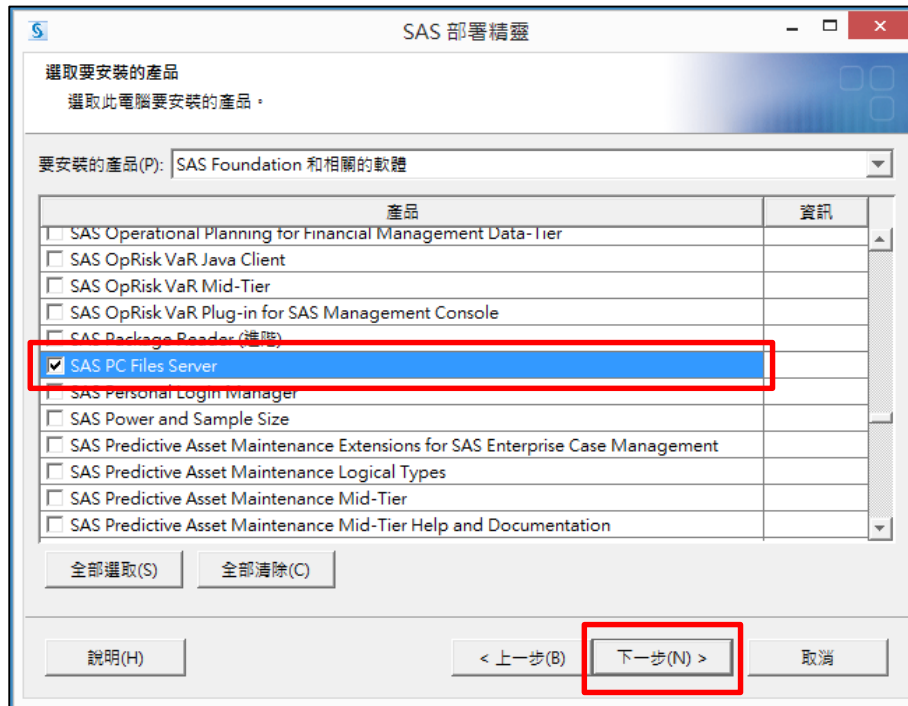 SAS 部署精靈
選取要安裝的產品
選取此電腦要安裝的產品。
要安裝的產品(P): SAS Foundation 和相關的軟體
產品 資訊
SAS Operational Planning for Financial Management Data-Tier
SAS OpRisk VaR Java Client
SAS OpRisk VaR Mid-Tier
SAS OpRisk VaR Plug-in for SAS Management Console
SAS Package Reader (進階)
SAS PC Files Server
SAS Personal Login Manager
SAS Power and Sample Size
SAS Predictive Asset Maintenance Extensions for SAS Enterprise Case Management
SAS Predictive Asset Maintenance Logical Types
SAS Predictive Asset Maintenance Mid-Tier
SAS Predictive Asset Maintenance Mid-Tier Help and Documentation
全部選取(S) 全部清除(C)
說明(H) < 上一步(B) 下一步(N) > 取消